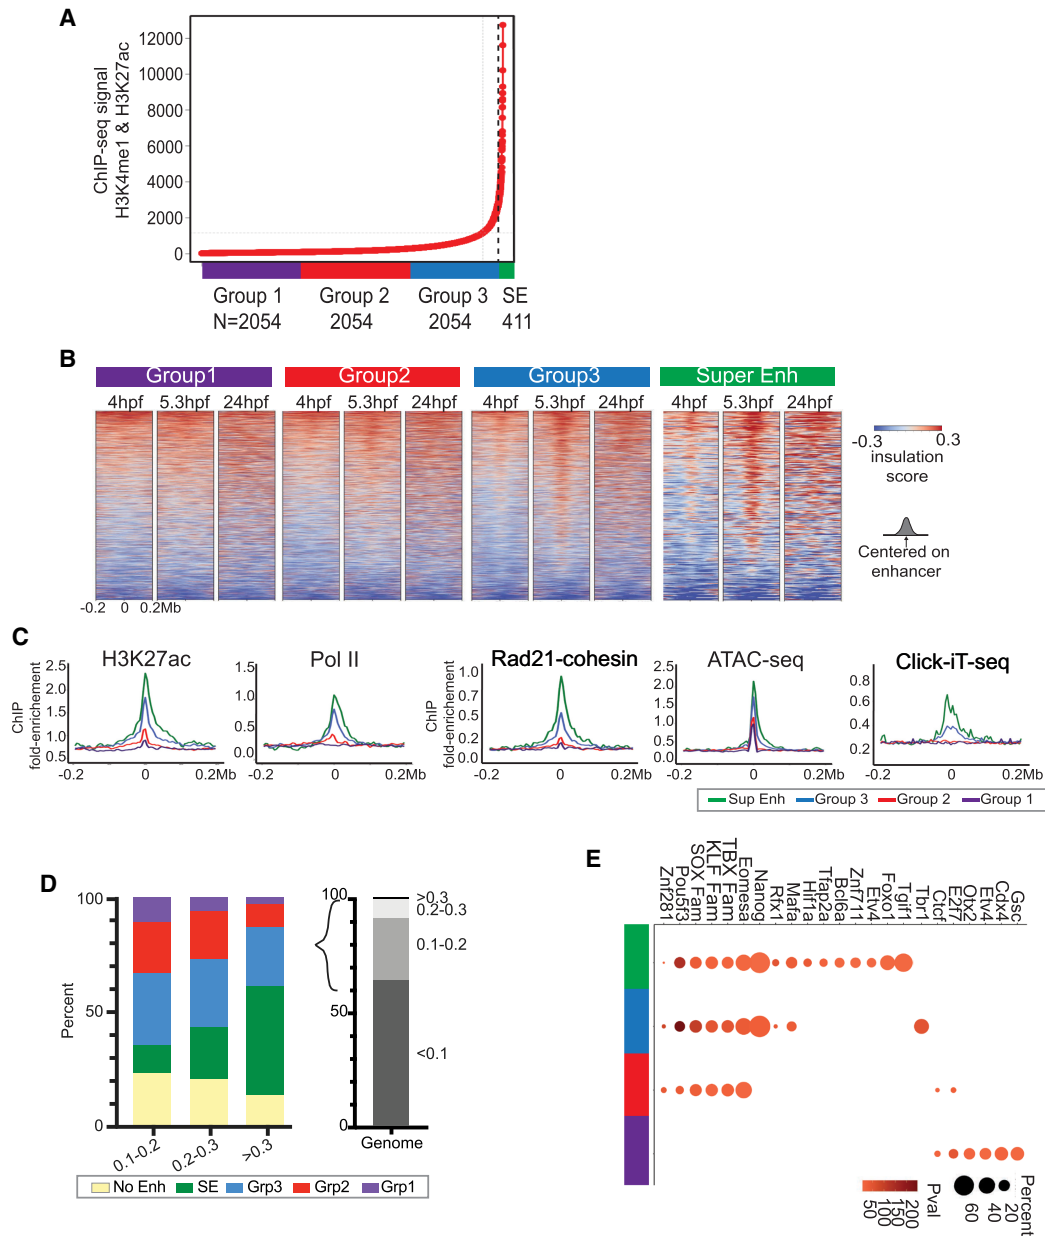 A
ChIP-seq signal
H3K4me1 & H3K27ac
12000
10000
8000
6000
4000
2000
0
Group 1 Group 2 Group 3 SE
N=2054 2054 2054 411
B
Group1 Group2 Group3 Super Enh
4hpf 5.3hpf 24hpf 4hpf 5.3hpf 24hpf 4hpf 5.3hpf 24hpf 4hpf 5.3hpf 24hpf
-0.3 0.3
insulation
score
Centered on
enhancer
-0.2 0 0.2Mb
C
H3K27ac Pol II Rad21-cohesin ATAC-seq Click-iT-seq
ChIP
fold-enrichement
2.5
2.0
1.0
1.5
0.5
-0.2 0 0.2Mb
1.5
1.0
0.5
0.0
-0.2 0 0.2Mb
ChIP
fold-enrichement
1.0
0.7
0.5
0.2
0.0
-0.2 0 0.2Mb
2.5
2.0
1.5
1.0
0.5
0.0
-0.2 0 0.2Mb
0.8
0.6
0.4
0.2
-0.2 0 0.2Mb
Sup Enh Group 3 Group 2 Group 1
D
Percent
100
50
0
0.1-0.2 0.2-0.3 >0.3
100
50
0
>0.3
0.2-0.3
0.1-0.2
<0.1
Genome
No Enh SE Grp3 Grp2 Grp1
E
Znf281
Pou5f3
SOX Fam
KLF Fam
TBX Fam
Eomesa
Nanog
Rfx1
Mafa
Hif1a
Tfap2a
Bcl6a
Znf711
Etv4
Foxo1
Tgif1
Tbr1
Ctcf
E2f7
Otx2
Etv4
Cdx4
Gsc
Pval
50
100
150
200
Percent
60
40
20